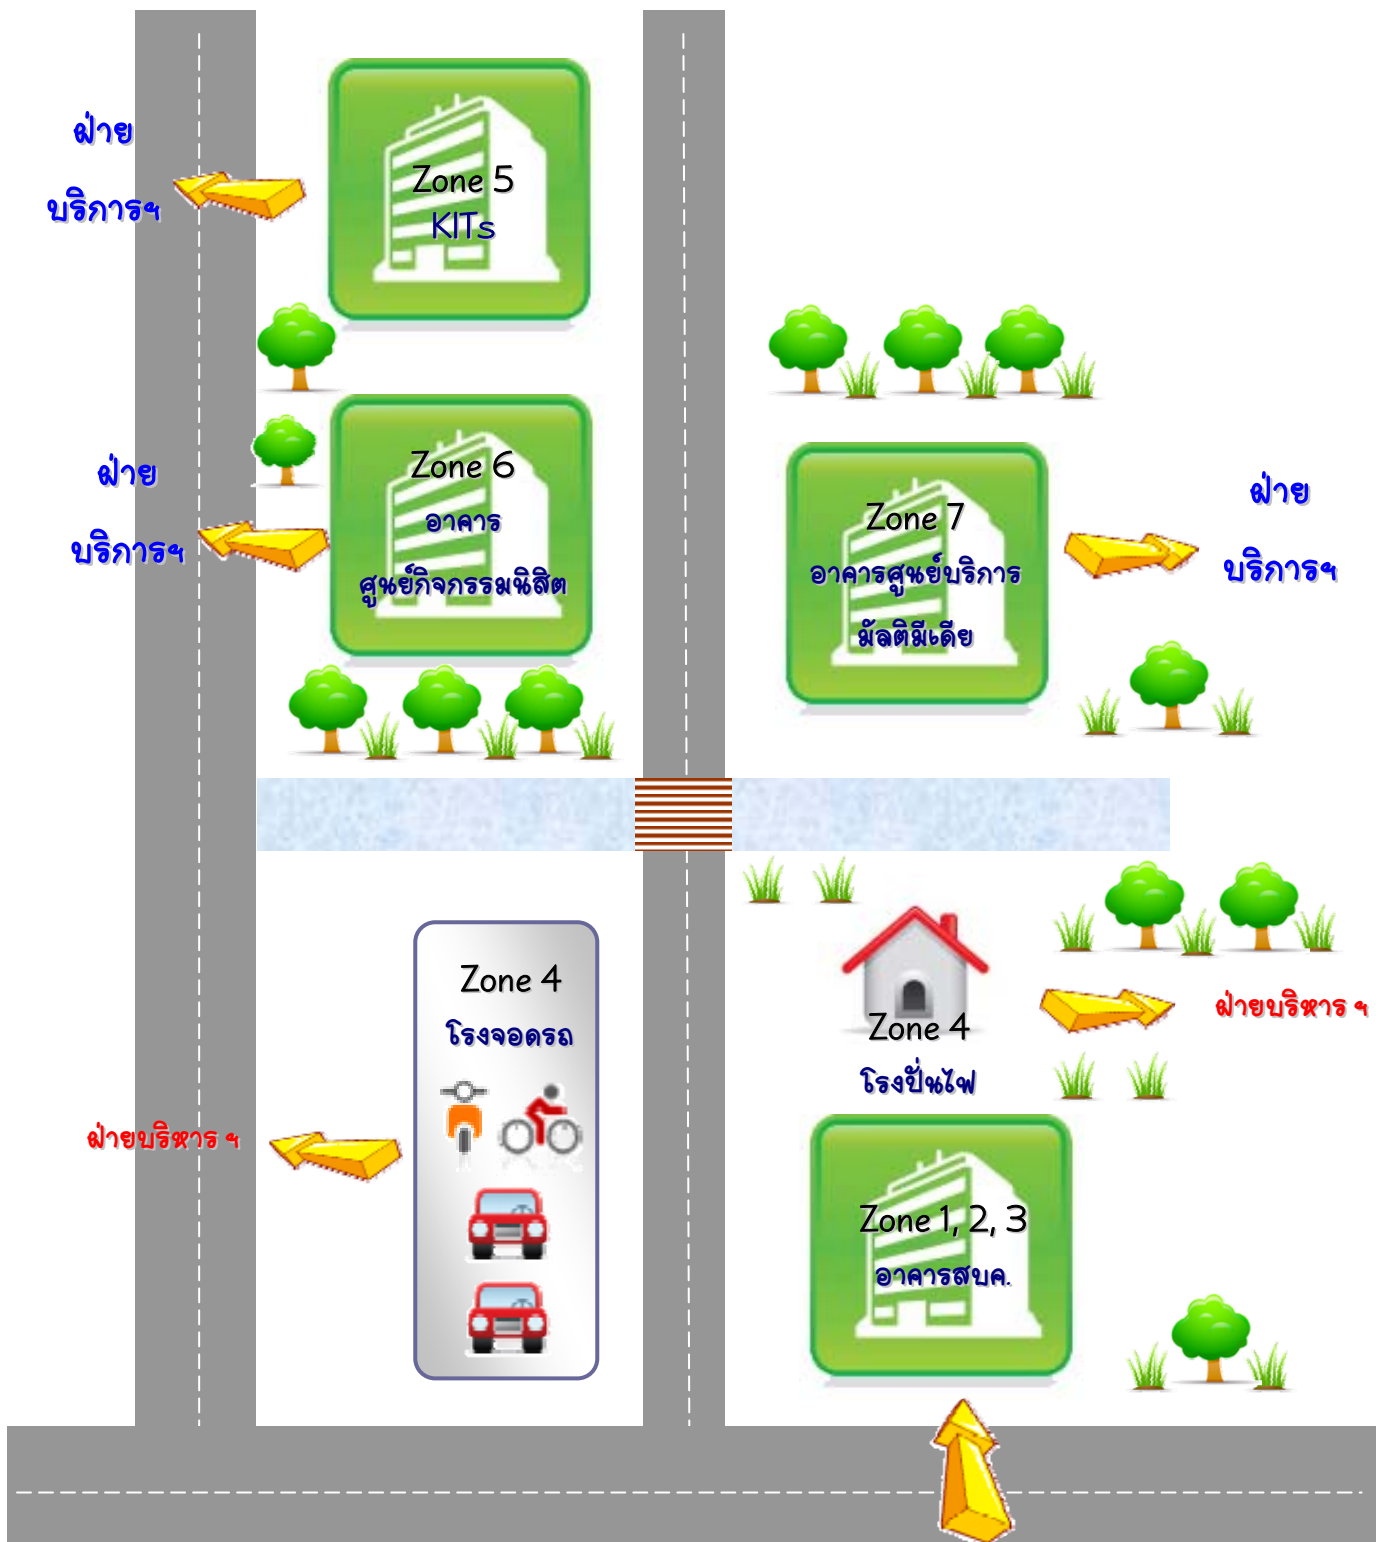 ฝ่าย
บริการฯ
Zone 5
KITs
ฝ่าย
บริการฯ
Zone 6
อาคาร
ศูนย์กิจกรรมนิสิต
Zone 7
อาคารศูนย์บริการ
มัลติมีเดีย
ฝ่าย
บริการฯ
Zone 4
โรงจอดรถ
ฝ่ายบริหาร ฯ
Zone 4
โรงปั่นไฟ
ฝ่ายบริหาร ฯ
Zone 1, 2, 3
อาคารสบค.